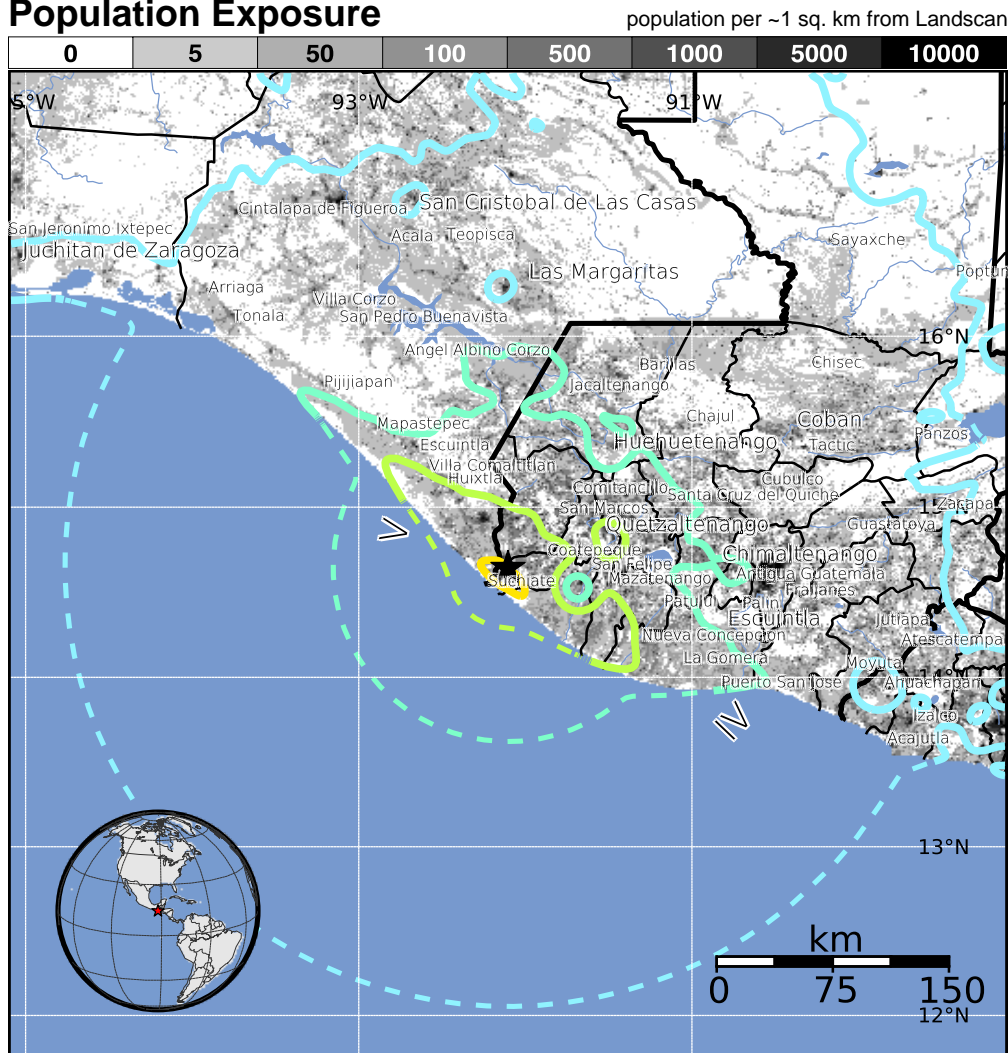 Population Exposure
population per ~1 sq. km from Landscan
0 5 50 100 500 1000 5000 10000
5°W 93°W 91°W
San Cristobal de Las Casas
Cintalapa de Figueroa
San Jeronimo Ixtepec
Acala Teopisca
Sayaxche
Juchitan de Zaragoza
Las Margaritas
Poptun
Arriaga
Villa Corzo
Tonala
San Pedro Buenavista
16°N
Angel Albino Corzo
Barillas
Chisec
Pijijiapan
Jacaltenango
Mapastepec
Chajul
Coban
Escuintla
Huehuetenango
Tactic
Panzos
Villa Comaltitlan
Huixtla
Cubulco
Comitancillo
Santa Cruz del Quiche
San Marcos
Zacapa
Quetzaltenango
Guastatoya
V
Coatepeque
Chimaltenango
San Felipe
Suchiate
Mazatenango
Antigua Guatemala
Fraijanes
Patulul
Palin
Escuintla
Jutiapa
Nueva Concepcion
Atescatempa
La Gomera
Moyuta
14°N
Puerto San Jose
Ahuachapan
IV
Izalco
Acajutla
13°N
km
0 75 150
12°N